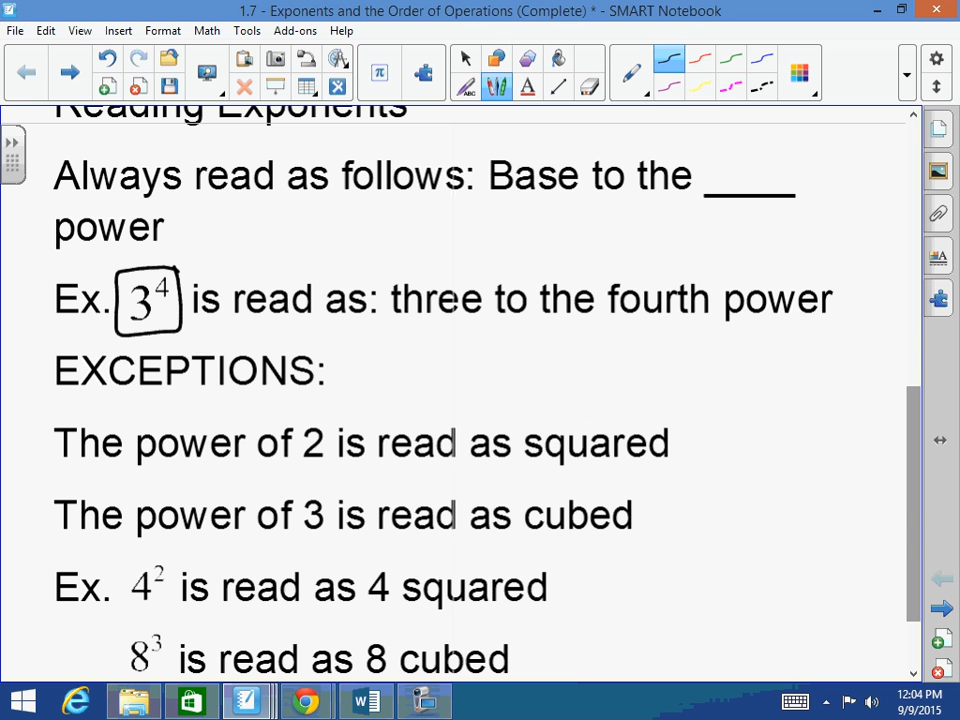 1.7 - Exponents and the Order of Operations (Complete) * - SMART Notebook
File Edit View Insert Format Math Tools Add-ons Help
Reading Exponents
Always read as follows: Base to the ____
power
Ex. 3⁴ is read as: three to the fourth power
EXCEPTIONS:
The power of 2 is read as squared
The power of 3 is read as cubed
Ex. 4² is read as 4 squared
8³ is read as 8 cubed
12:04 PM
9/9/2015